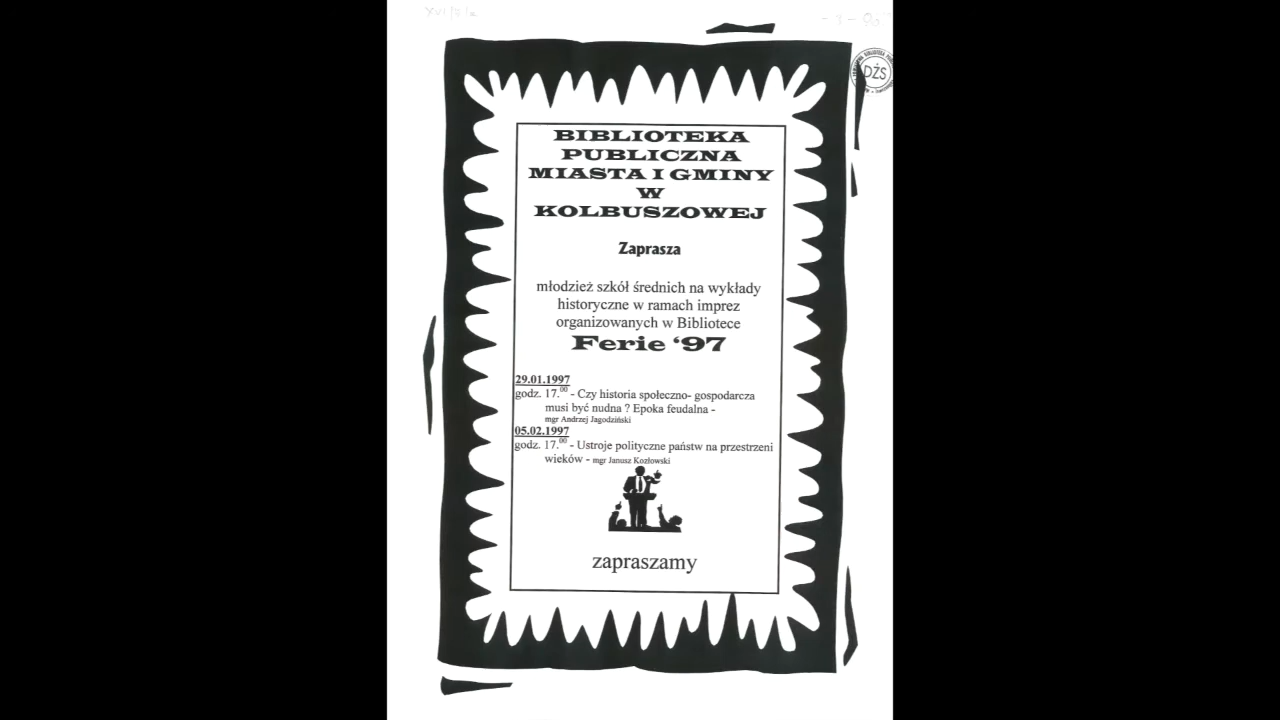 BIBLIOTEKA
PUBLICZNA
MIASTA I GMINY
W
KOLBUSZOWEJ
Zaprasza
młodzież szkół średnich na wykłady
historyczne w ramach imprez
organizowanych w Bibliotece
Ferie ‘97
29.01.1997
godz. 17.00 - Czy historia społeczno- gospodarcza
musi być nudna ? Epoka feudalna -
mgr Andrzej Jagodziński
05.02.1997
godz. 17.00 - Ustroje polityczne państw na przestrzeni
wieków - mgr Janusz Kozłowski
zapraszamy
DŻS